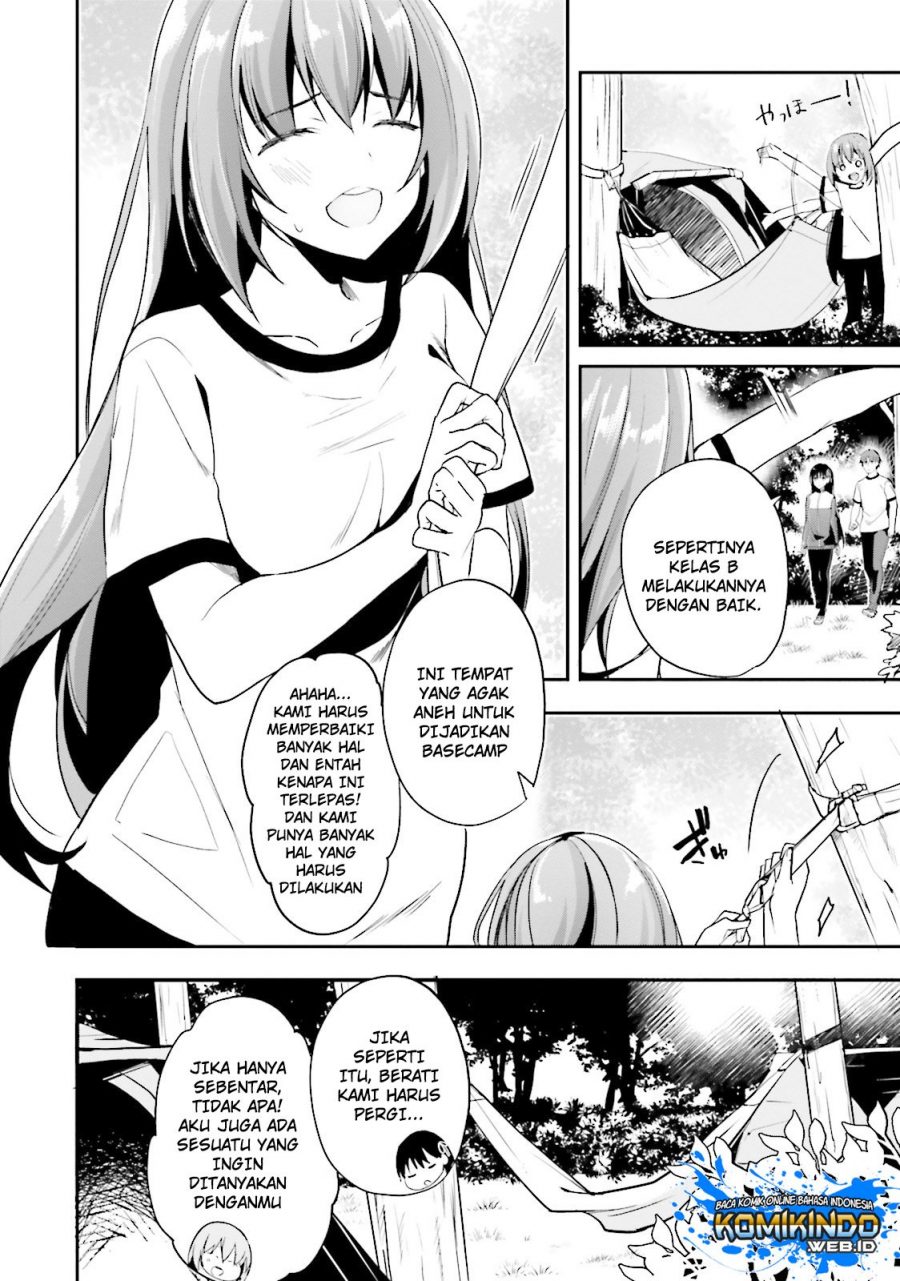 やっほー!
SEPERTINYA
KELAS B
MELAKUKANNYA
DENGAN BAIK.
INI TEMPAT
YANG AGAK
ANEH UNTUK
DIJADIKAN
BASECAMP
AHAHA...
KAMI HARUS
MEMPERBAIKI
BANYAK HAL
DAN ENTAH
KENAPA INI
TERLEPAS!
DAN KAMI
PUNYA BANYAK
HAL YANG
HARUS
DILAKUKAN
ぎゅ
JIKA
SEPERTI
ITU, BERATI
KAMI HARUS
PERGI...
JIKA HANYA
SEBENTAR,
TIDAK APA!
AKU JUGA ADA
SESUATU YANG
INGIN
DITANYAKAN
DENGANMU
BACA KOMIK ONLINE BAHASA INDONESIA
KOMIKINDO
.WEB.ID